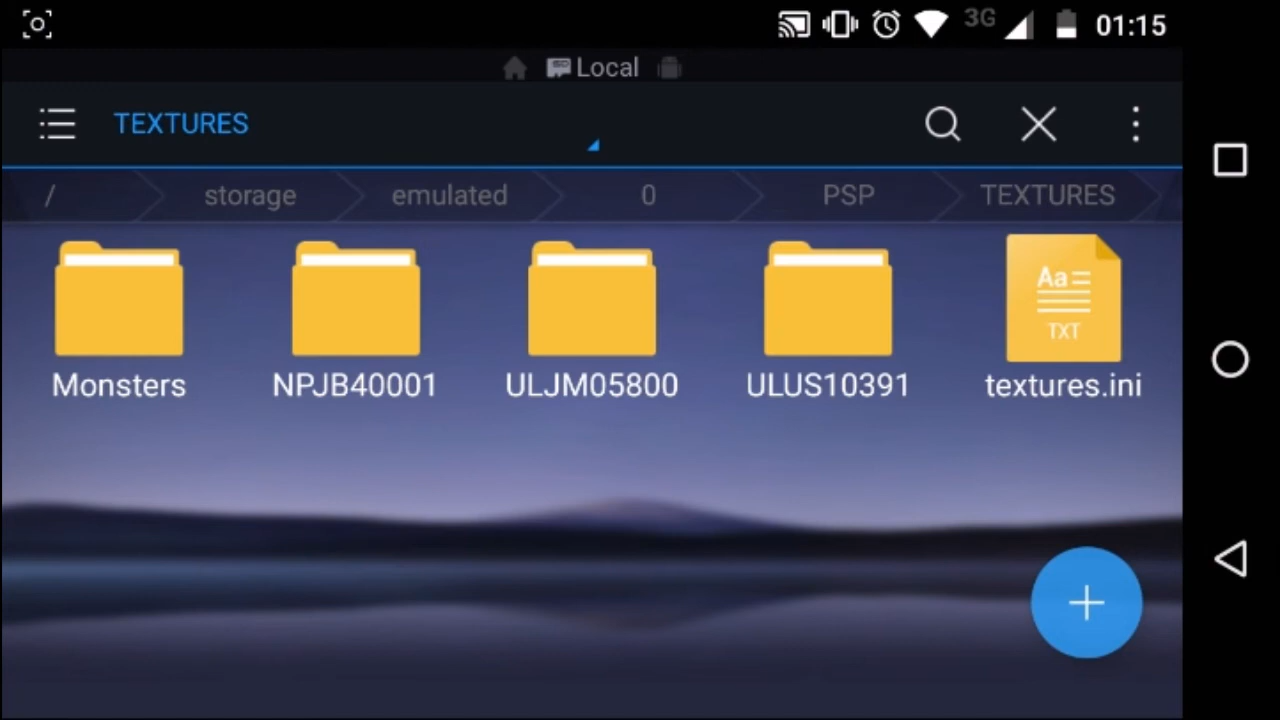 3G 01:15
Local
TEXTURES
/ storage emulated 0 PSP TEXTURES
Aa
TXT
Monsters NPJB40001 ULJM05800 ULUS10391 textures.ini